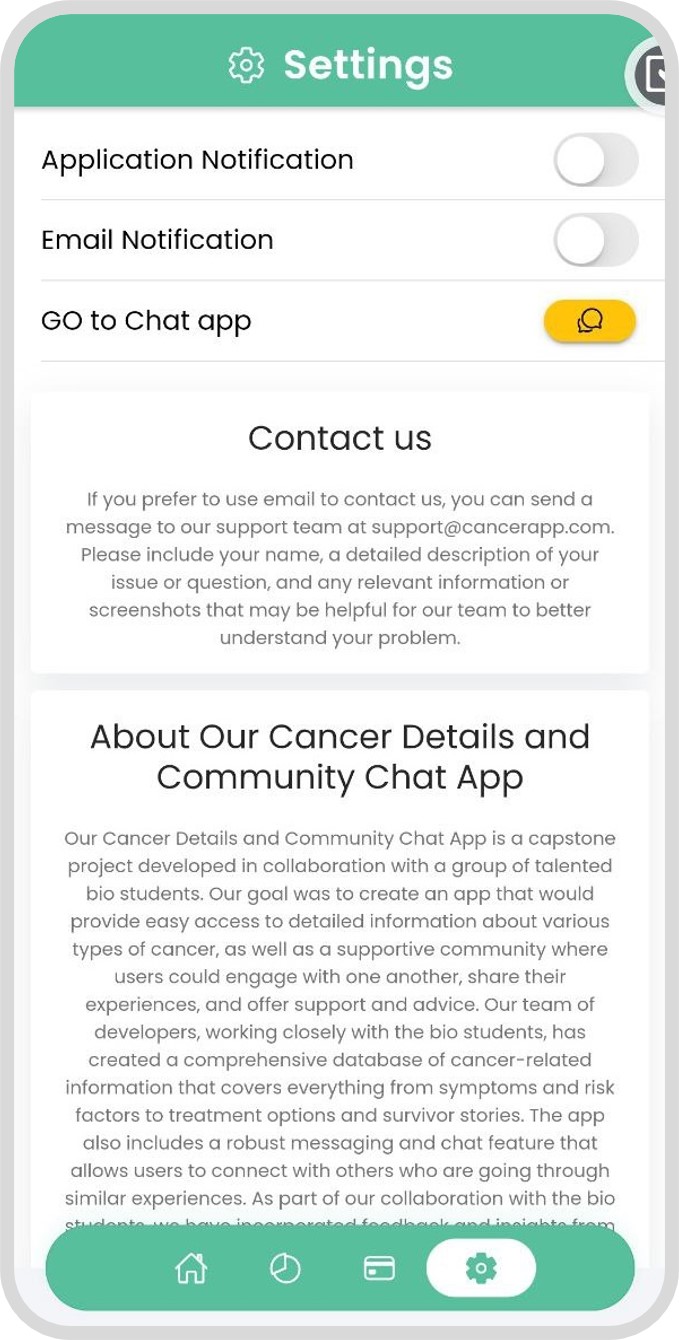 Settings
Application Notification
Email Notification
GO to Chat app
Contact us
If you prefer to use email to contact us, you can send a
message to our support team at support@cancerapp.com.
Please include your name, a detailed description of your
issue or question, and any relevant information or
screenshots that may be helpful for our team to better
understand your problem.
About Our Cancer Details and
Community Chat App
Our Cancer Details and Community Chat App is a capstone
project developed in collaboration with a group of talented
bio students. Our goal was to create an app that would
provide easy access to detailed information about various
types of cancer, as well as a supportive community where
users could engage with one another, share their
experiences, and offer support and advice. Our team of
developers, working closely with the bio students, has
created a comprehensive database of cancer-related
information that covers everything from symptoms and risk
factors to treatment options and survivor stories. The app
also includes a robust messaging and chat feature that
allows users to connect with others who are going through
similar experiences. As part of our collaboration with the bio
students, we have incorporated feedback and insights from